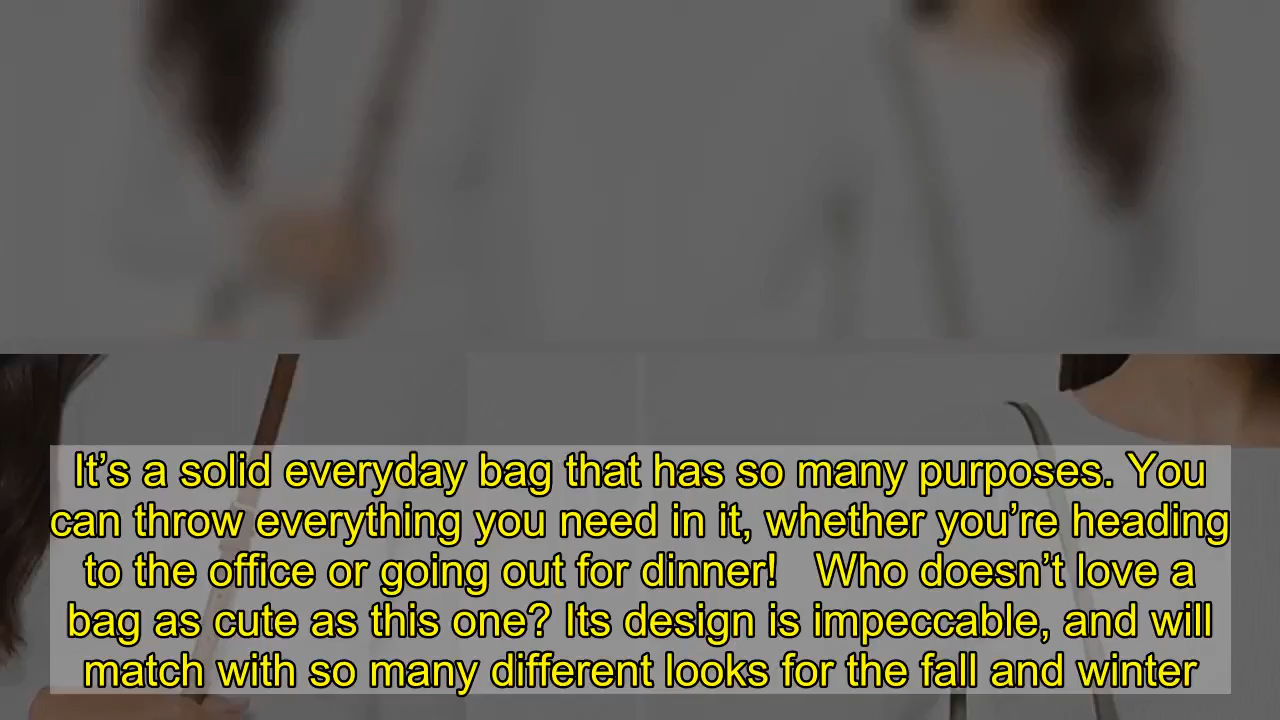 It’s a solid everyday bag that has so many purposes. You
can throw everything you need in it, whether you’re heading
to the office or going out for dinner!   Who doesn’t love a
bag as cute as this one? Its design is impeccable, and will
match with so many different looks for the fall and winter